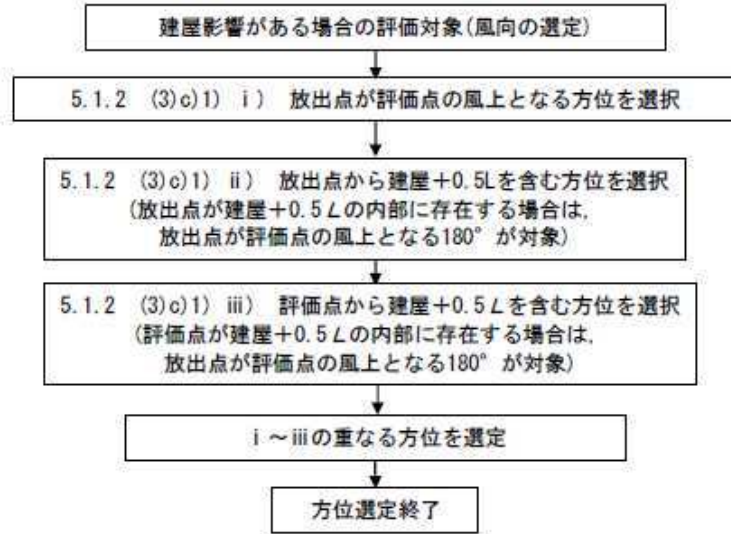 建屋影響がある場合の評価対象(風向の選定)
5.1.2 (3)c)1) ⅰ) 放出点が評価点の風上となる方位を選択
5.1.2 (3)c)1) ⅱ) 放出点から建屋+0.5Lを含む方位を選択
(放出点が建屋+0.5Lの内部に存在する場合は,
放出点が評価点の風上となる180°が対象)
5.1.2 (3)c)1) ⅲ) 評価点から建屋+0.5Lを含む方位を選択
(評価点が建屋+0.5Lの内部に存在する場合は,
放出点が評価点の風上となる180°が対象)
ⅰ~ⅲの重なる方位を選定
方位選定終了